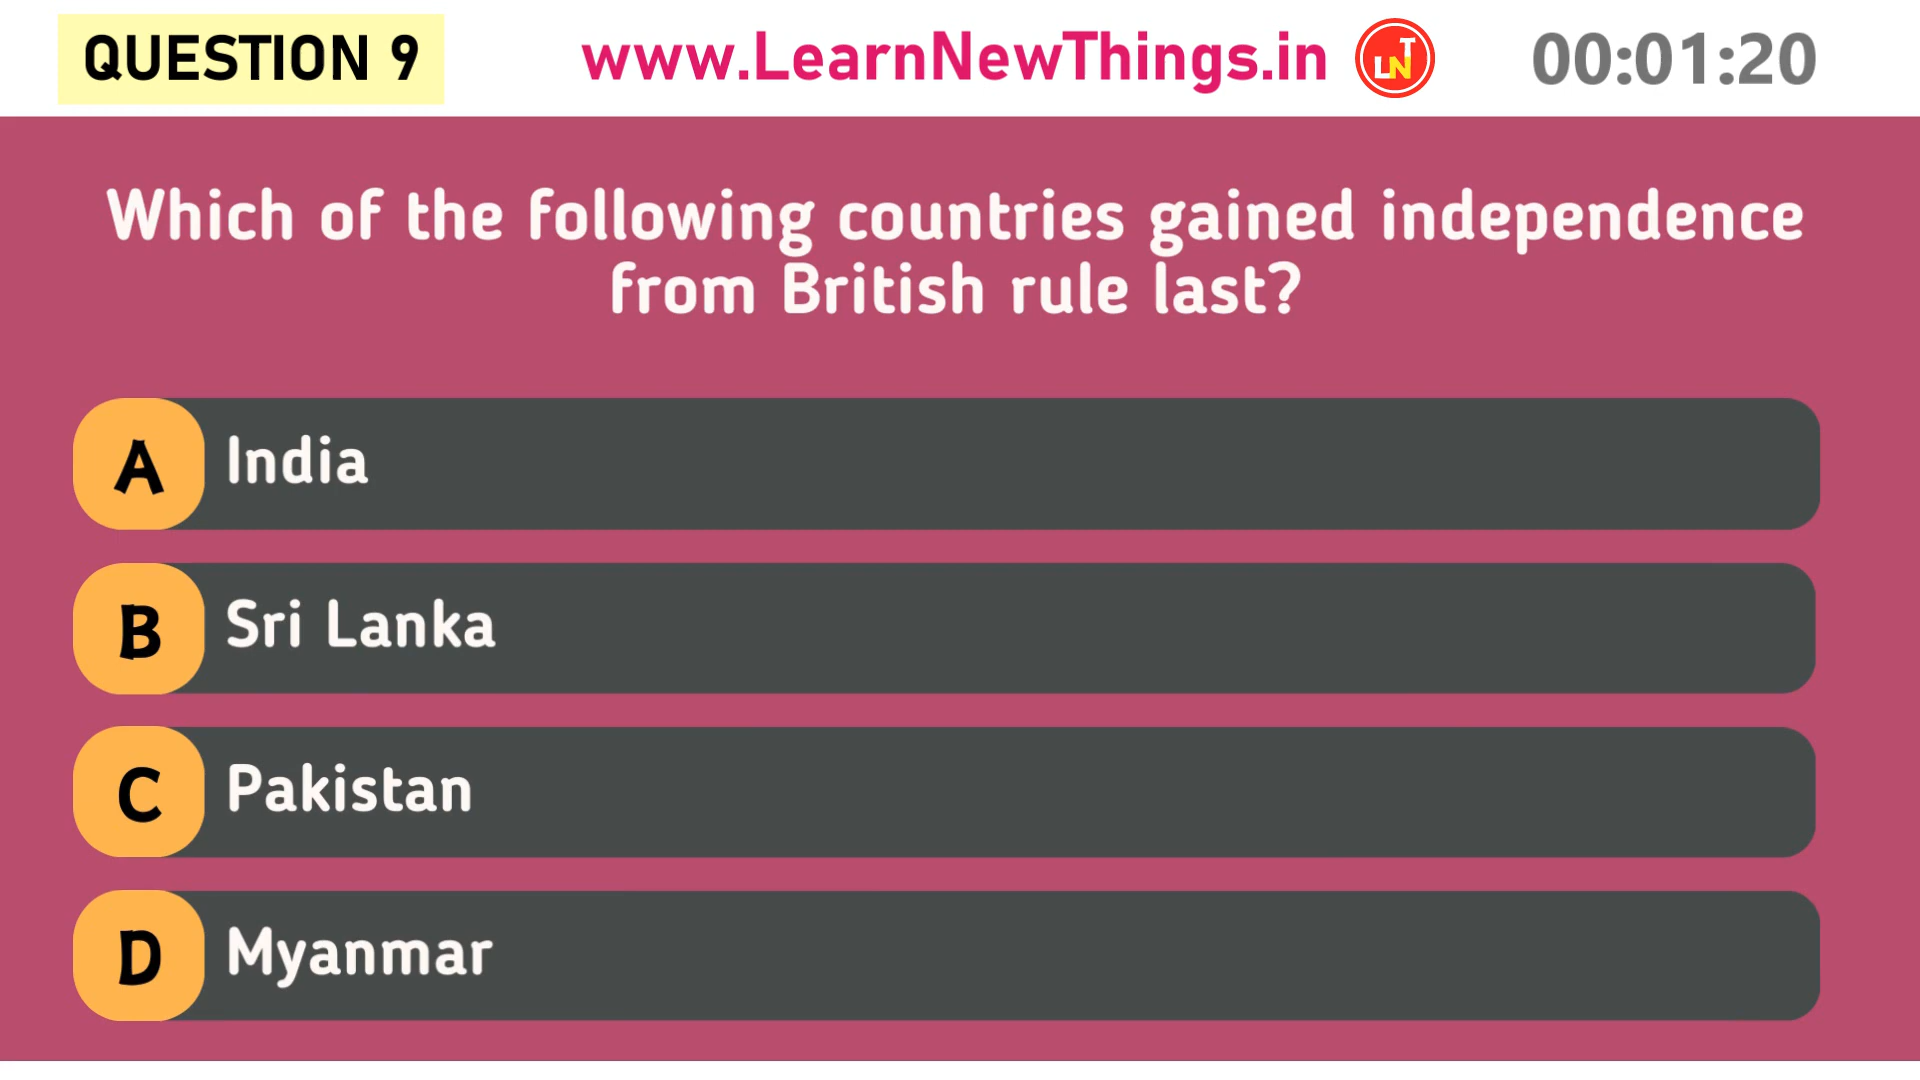 QUESTION 9
www.LearnNewThings.in
LNT
00:01:20
Which of the following countries gained independence
from British rule last?
A India
B Sri Lanka
C Pakistan
D Myanmar